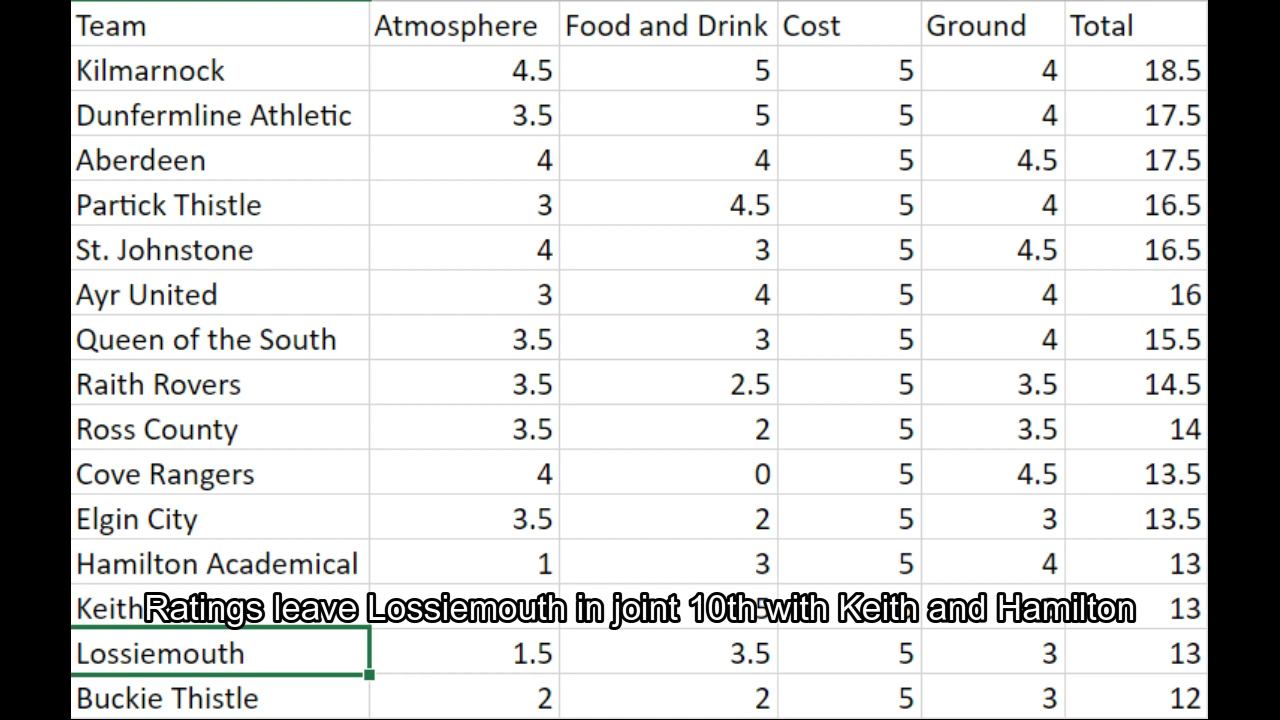 Team Atmosphere Food and Drink Cost Ground Total
Kilmarnock 4.5 5 5 4 18.5
Dunfermline Athletic 3.5 5 5 4 17.5
Aberdeen 4 4 5 4.5 17.5
Partick Thistle 3 4.5 5 4 16.5
St. Johnstone 4 3 5 4.5 16.5
Ayr United 3 4 5 4 16
Queen of the South 3.5 3 5 4 15.5
Raith Rovers 3.5 2.5 5 3.5 14.5
Ross County 3.5 2 5 3.5 14
Cove Rangers 4 0 5 4.5 13.5
Elgin City 3.5 2 5 3 13.5
Hamilton Academical 1 3 5 4 13
Keith 13
Ratings leave Lossiemouth in joint 10th with Keith and Hamilton
Lossiemouth 1.5 3.5 5 3 13
Buckie Thistle 2 2 5 3 12